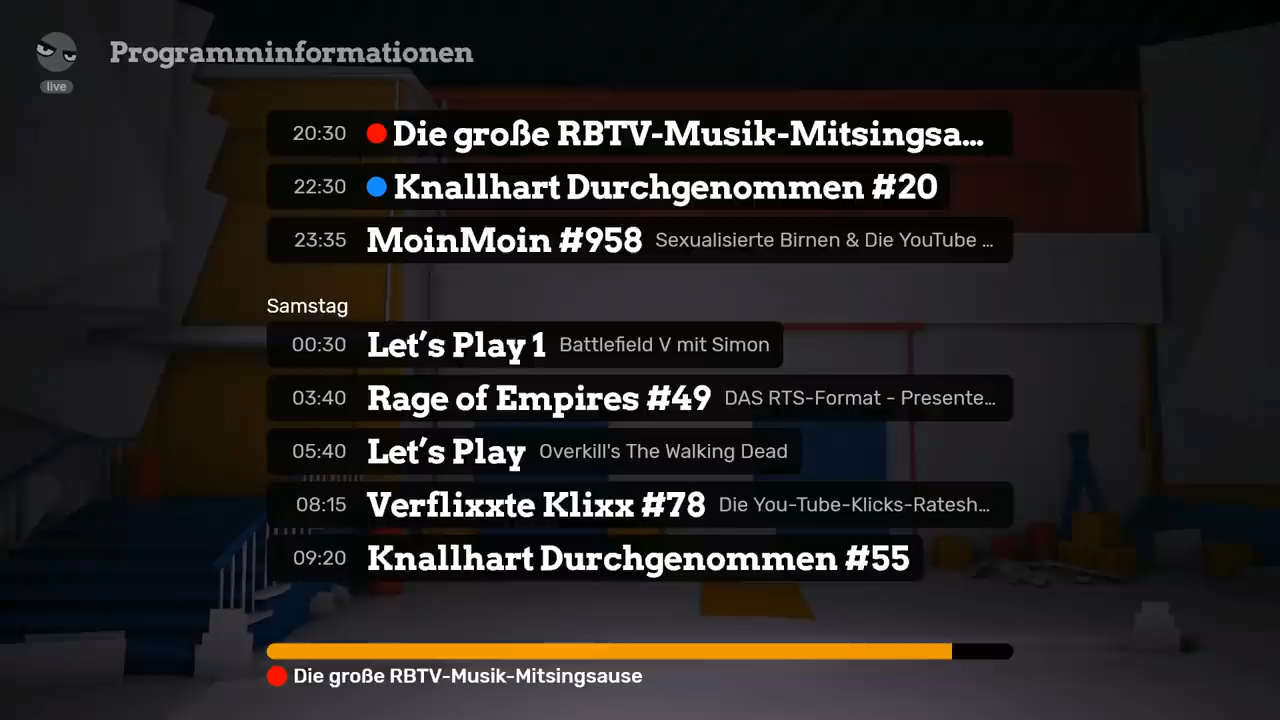 Programminformationen
live
20:30 Die große RBTV-Musik-Mitsingsa...
22:30 Knallhart Durchgenommen #20
23:35 MoinMoin #958 Sexualisierte Birnen & Die YouTube ...
Samstag
00:30 Let's Play 1 Battlefield V mit Simon
03:40 Rage of Empires #49 DAS RTS-Format - Presente...
05:40 Let's Play Overkill's The Walking Dead
08:15 Verflixxte Klixx #78 Die You-Tube-Klicks-Ratesh...
09:20 Knallhart Durchgenommen #55
Die große RBTV-Musik-Mitsingsause